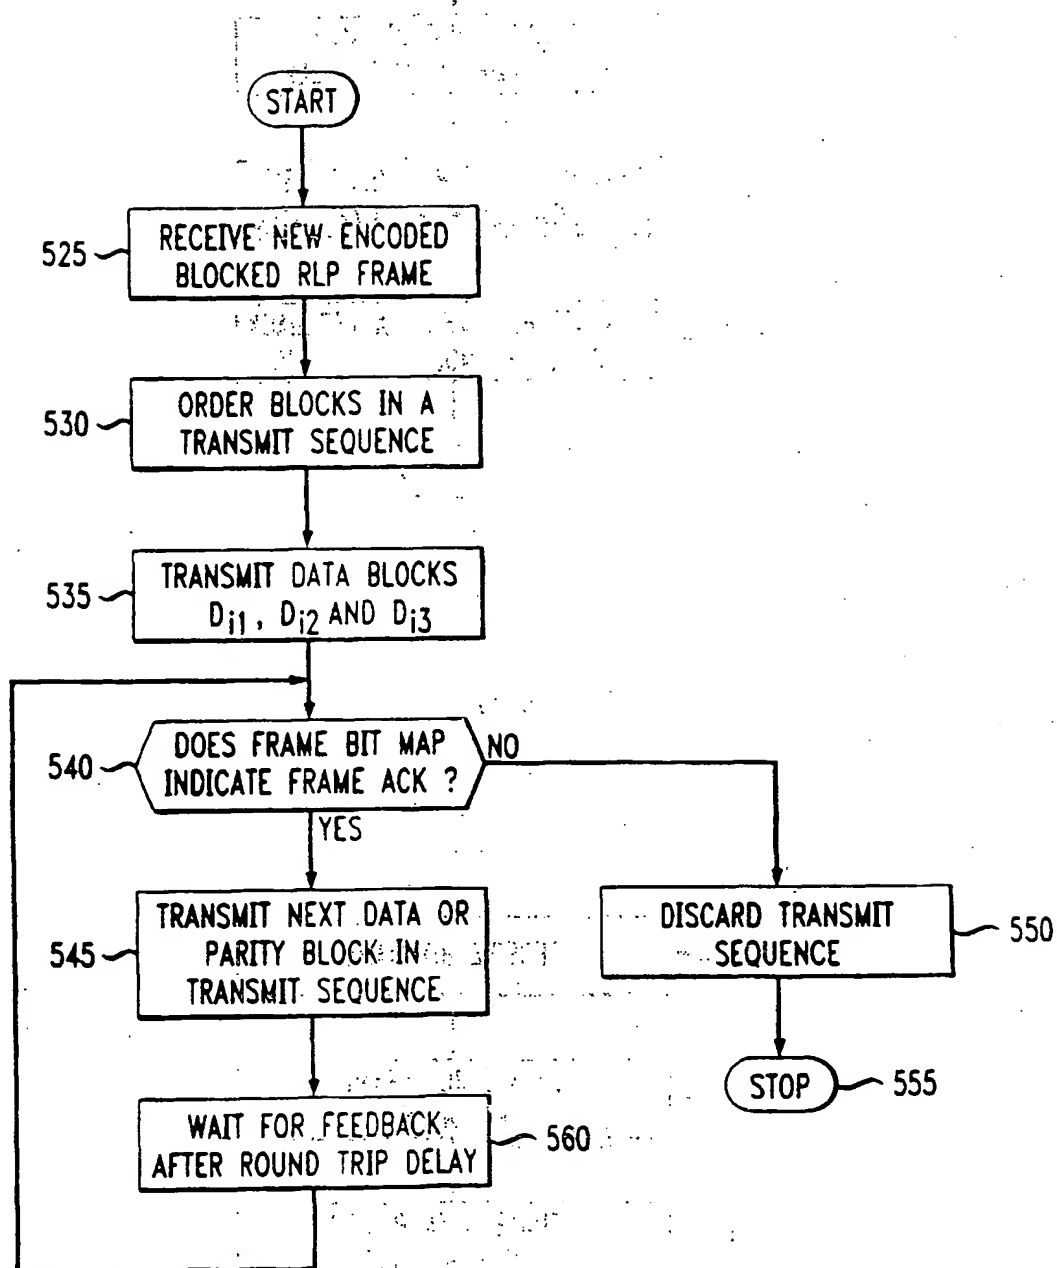 START
525
RECEIVE NEW ENCODED
BLOCKED RLP FRAME
530
ORDER BLOCKS IN A
TRANSMIT SEQUENCE
535
TRANSMIT DATA BLOCKS
Di1, Di2 AND Di3
540
DOES FRAME BIT MAP
INDICATE FRAME ACK ?
NO
YES
545
TRANSMIT NEXT DATA OR
PARITY BLOCK IN
TRANSMIT SEQUENCE
DISCARD TRANSMIT
SEQUENCE
550
STOP
555
WAIT FOR FEEDBACK
AFTER ROUND TRIP DELAY
560